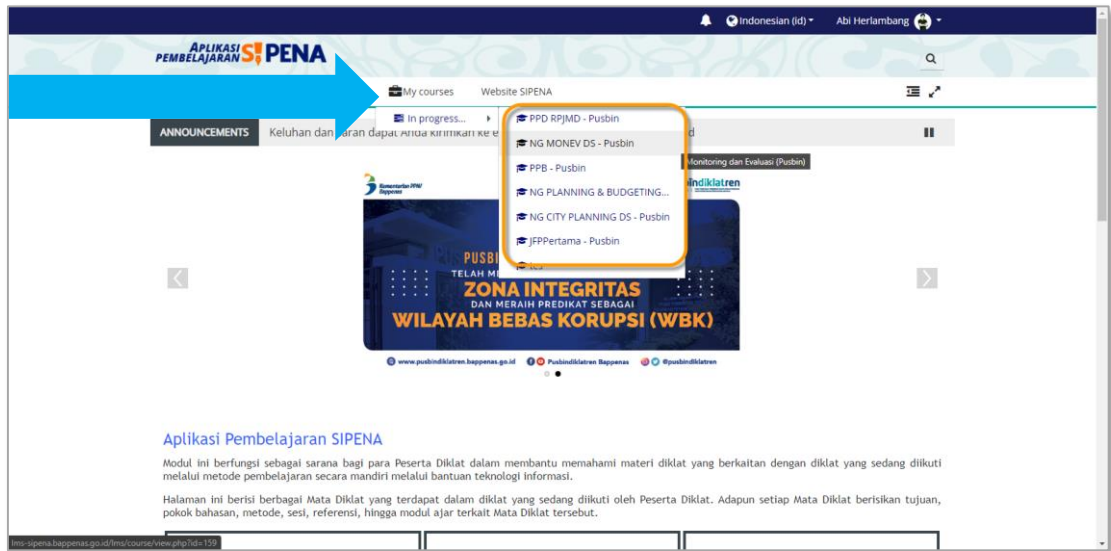 Indonesian (id)
Abi Herlambang
APLIKASI
PEMBELAJARAN S! PENA
My courses
Website SIPENA
In progress...
PPD RPJMD - Pusbin
ANNOUNCEMENTS
Keluhan dan saran dapat Anda kirimkan ke e
d
NG MONEV DS - Pusbin
Monitoring dan Evaluasi (Pusbin)
PPB - Pusbin
Kementerian PPN/
Bappenas
indiklatren
NG PLANNING & BUDGETING...
NG CITY PLANNING DS - Pusbin
JFPPertama - Pusbin
PUSBI
TELAH M
ZONA INTEGRITAS
DAN MERAIH PREDIKAT SEBAGAI
WILAYAH BEBAS KORUPSI (WBK)
www.pusbindiklatren.bappenas.go.id
Pusbindiklatren Bappenas
@pusbindiklatren
Aplikasi Pembelajaran SIPENA
Modul ini berfungsi sebagai sarana bagi para Peserta Diklat dalam membantu memahami materi diklat yang berkaitan dengan diklat yang sedang diikuti
melalui metode pembelajaran secara mandiri melalui bantuan teknologi informasi.
Halaman ini berisi berbagai Mata Diklat yang terdapat dalam diklat yang sedang diikuti oleh Peserta Diklat. Adapun setiap Mata Diklat berisikan tujuan,
pokok bahasan, metode, sesi, referensi, hingga modul ajar terkait Mata Diklat tersebut.
lms-sipena.bappenas.go.id/lms/course/view.php?id=159